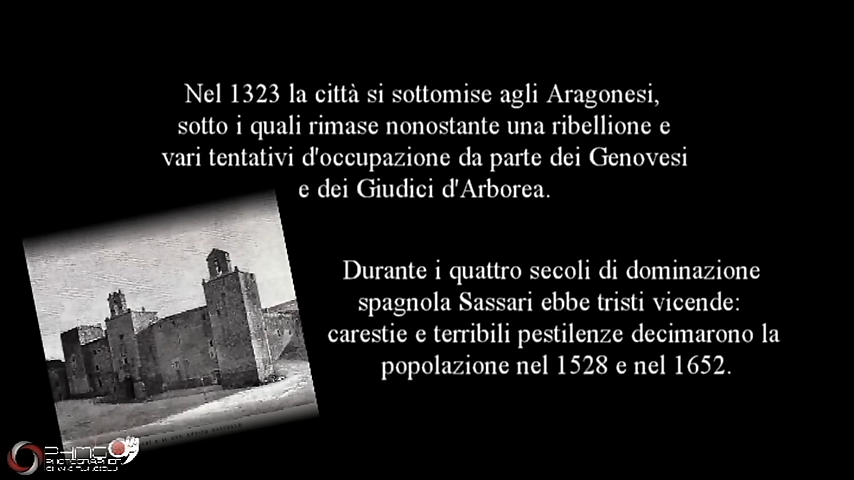 Nel 1323 la città si sottomise agli Aragonesi,
sotto i quali rimase nonostante una ribellione e
vari tentativi d'occupazione da parte dei Genovesi
e dei Giudici d'Arborea.
Durante i quattro secoli di dominazione
spagnola Sassari ebbe tristi vicende:
carestie e terribili pestilenze decimarono la
popolazione nel 1528 e nel 1652.